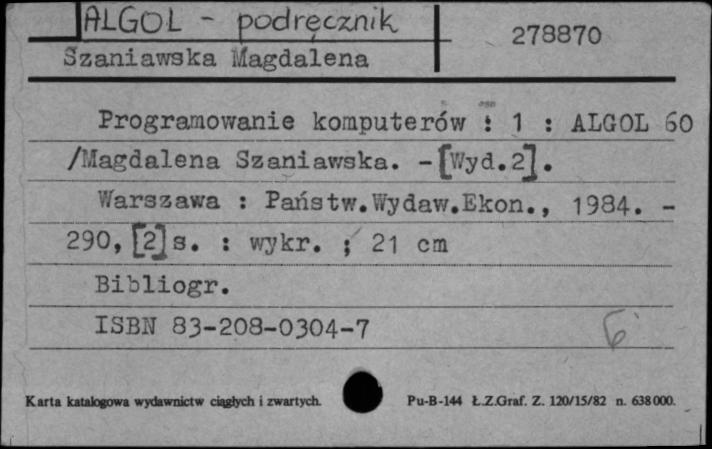 ALGOL - podręcznik
278870
Szaniawska Magdalena
Programowanie komputerów : 1 : ALGOL 60
/Magdalena Szaniawska. -[Wyd.2].
Warszawa : Państw.Wydaw.Ekon., 1984. -
290,[2]s. : wykr. ; 21 cm
Bibliogr.
ISBN 83-208-0304-7
6
Karta katalogowa wydawnictw ciągłych i zwartych.
Pu-B-144 Ł.Z.Graf. Z. 120/15/82 n. 638000.